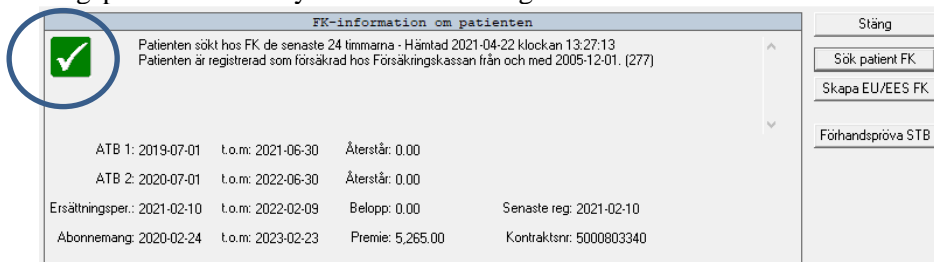 FK-information om patienten
Stäng
Patienten sökt hos FK de senaste 24 timmarna - Hämtad 2021-04-22 klockan 13:27:13
Patienten är registrerad som försäkrad hos Försäkringskassan från och med 2005-12-01. (277)
Sök patient FK
Skapa EU/EES FK
Förhandspröva STB
ATB 1: 2019-07-01 t.o.m: 2021-06-30 Återstår: 0.00
ATB 2: 2020-07-01 t.o.m: 2022-06-30 Återstår: 0.00
Ersättningsper.: 2021-02-10 t.o.m: 2022-02-09 Belopp: 0.00 Senaste reg: 2021-02-10
Abonnemang: 2020-02-24 t.o.m: 2023-02-23 Premie: 5,265.00 Kontraktsnr: 5000803340